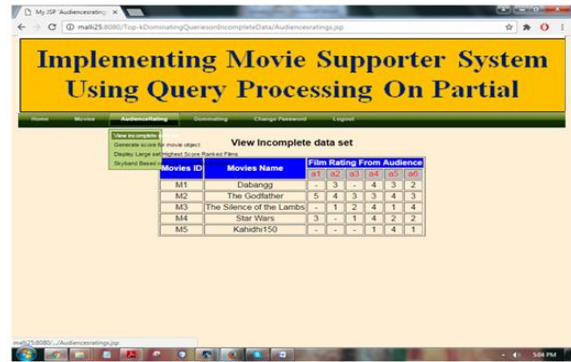 My JSP 'Audiencesratings
malli25:8080/Top-kDominatingQueriesonIncompleteData/Audiencesratings.jsp
Implementing Movie Supporter System
Using Query Processing On Partial
Home Movies AudienceRating Dominating Change Password Logout
View incomplete
Generate score for movie object
Display Large set Highest Score Ranked Films
Skyband Based
View Incomplete data set
Movies ID Movies Name Film Rating From Audience
a1 a2 a3 a4 a5 a6
M1 Dabangg - 3 - 4 3 2
M2 The Godfather 5 4 3 3 4 3
M3 The Silence of the Lambs - 1 2 4 1 4
M4 Star Wars 3 - 1 4 2 2
M5 Kahidhi150 - - - 1 4 1
malli25:8080/.../Audiencesratings.jsp
5:04 PM